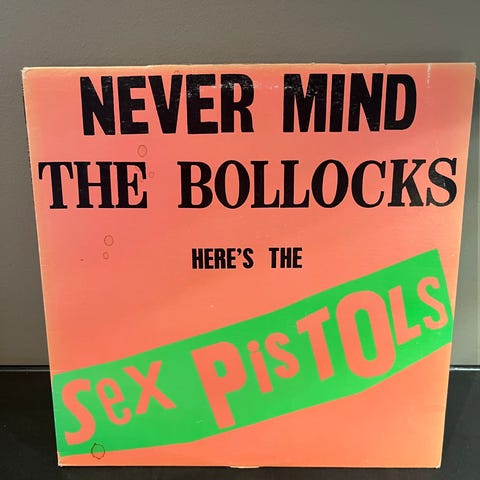 NEVER MIND
THE BOLLOCKS
HERE'S THE
Sex PisTOLs